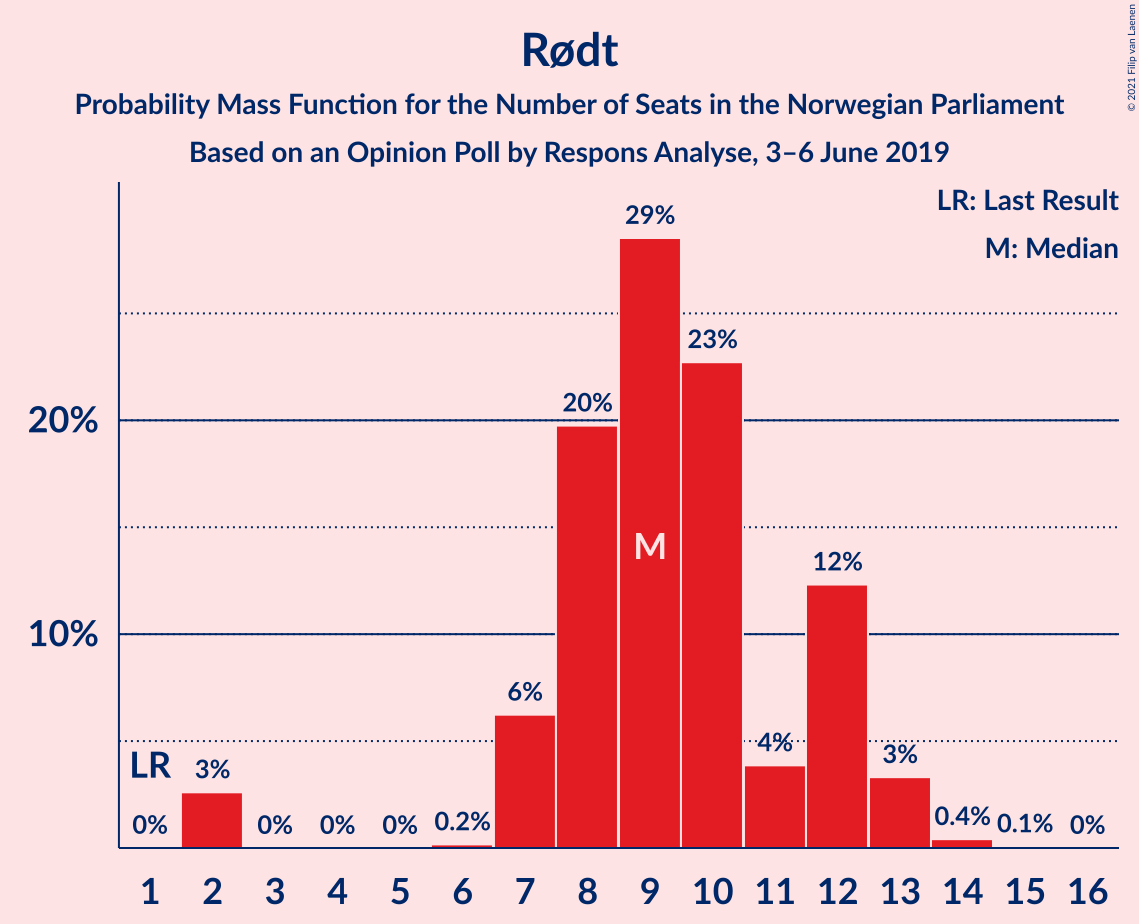 © 2021 Filip van Laenen
Rødt
Probability Mass Function for the Number of Seats in the Norwegian Parliament
Based on an Opinion Poll by Respons Analyse, 3–6 June 2019
LR: Last Result
M: Median
29%
23%
20%
20%
M
12%
10%
6%
4%
3%
LR
3%
0%
0%
0%
0%
0.2%
0.4%
0.1%
0%
1 2 3 4 5 6 7 8 9 10 11 12 13 14 15 16